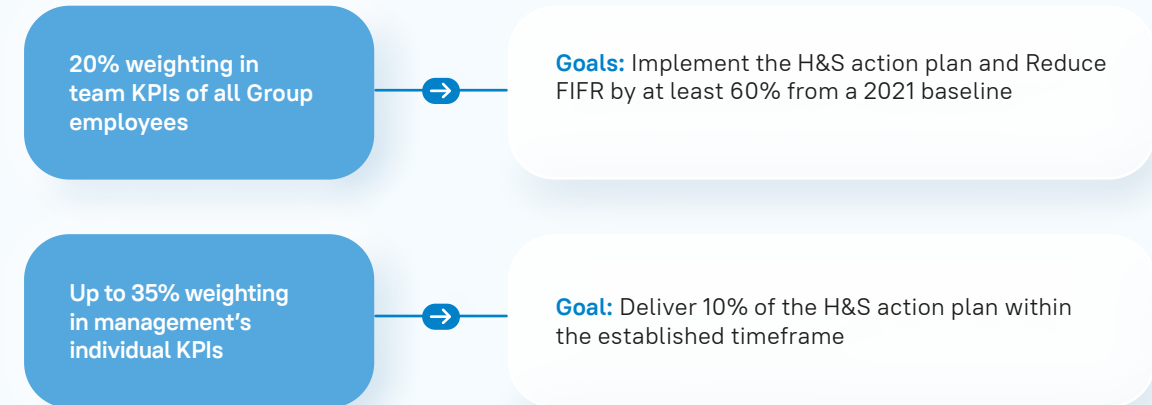 20% weighting in
team KPIs of all Group
employees
Goals: Implement the H&S action plan and Reduce
FIFR by at least 60% from a 2021 baseline
Up to 35% weighting
in management's
individual KPIs
Goal: Deliver 10% of the H&S action plan within
the established timeframe